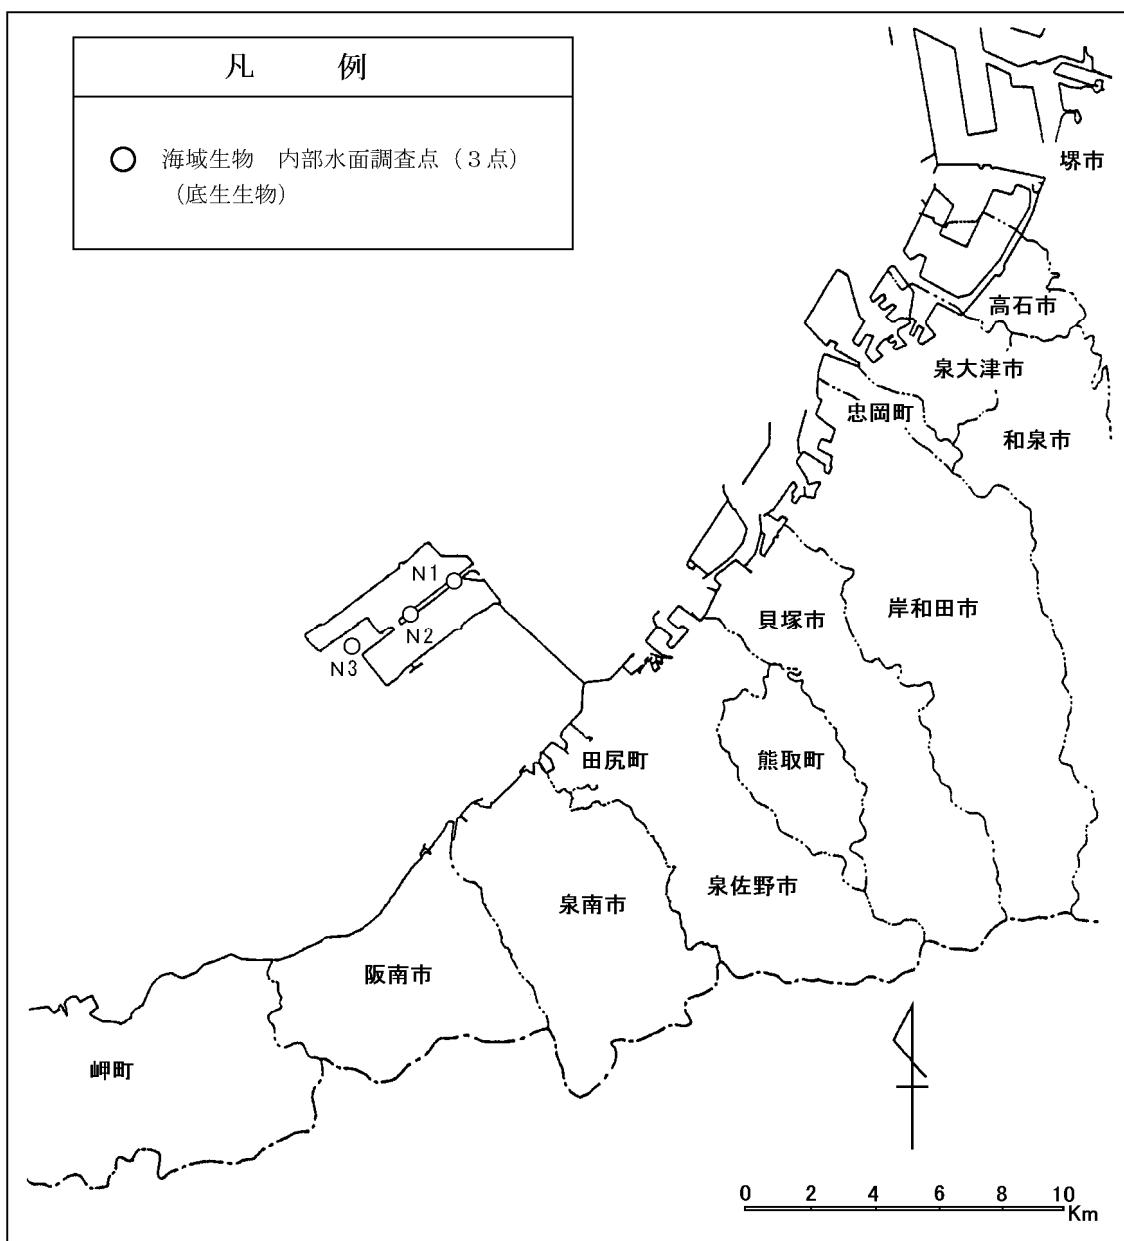 凡 例
海域生物 内部水面調査点(3点)
(底生生物)
堺市
高石市
泉大津市
忠岡町
和泉市
N1
N2
N3
貝塚市
岸和田市
田尻町
熊取町
泉佐野市
泉南市
阪南市
岬町
0 2 4 6 8 10
Km